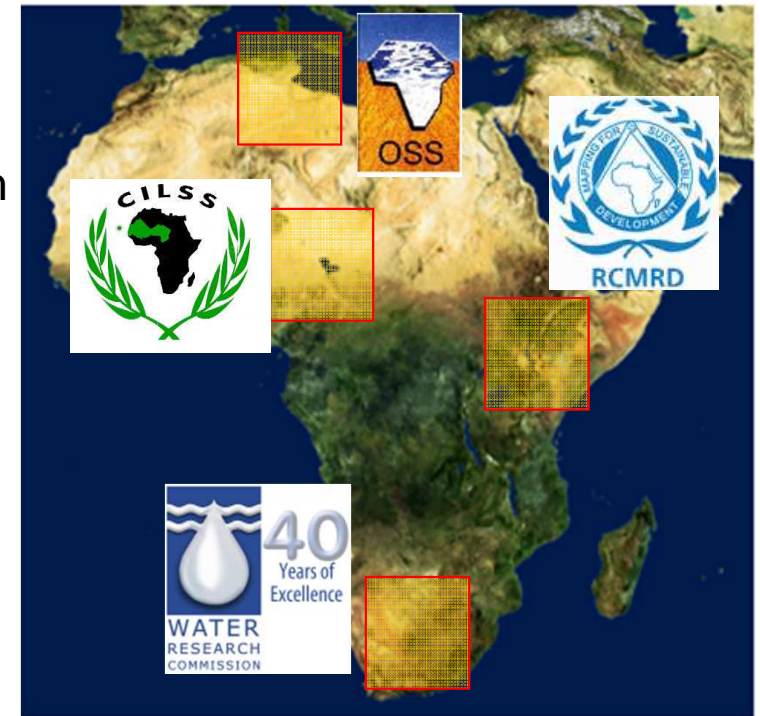 n
OSS
CILSS
MAPPING FOR SUSTAINABLE
DEVELOPMENT
RCMRD
40
Years of
Excellence
WATER
RESEARCH
COMMISSION